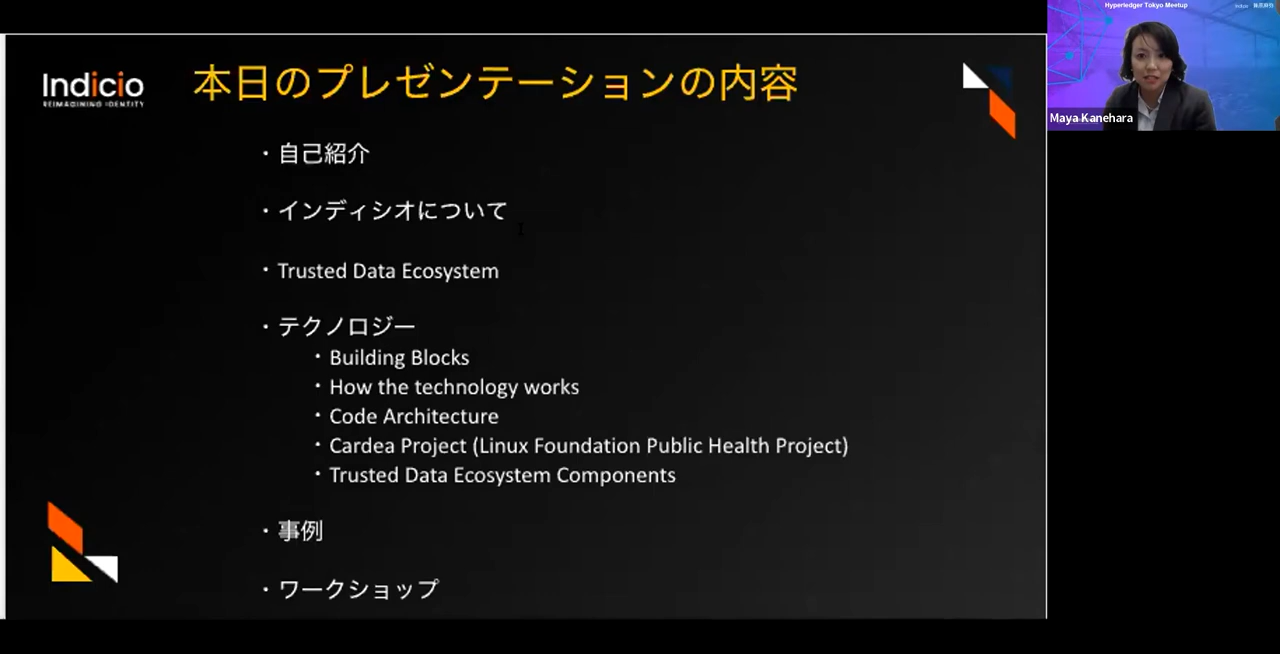 Indicio
REIMAGINING IDENTITY
本日のプレゼンテーションの内容
・自己紹介
・インディシオについて
・Trusted Data Ecosystem
・テクノロジー
・Building Blocks
・How the technology works
・Code Architecture
・Cardea Project (Linux Foundation Public Health Project)
・Trusted Data Ecosystem Components
・事例
・ワークショップ
Hyperledger Tokyo Meetup
Maya Kanehara